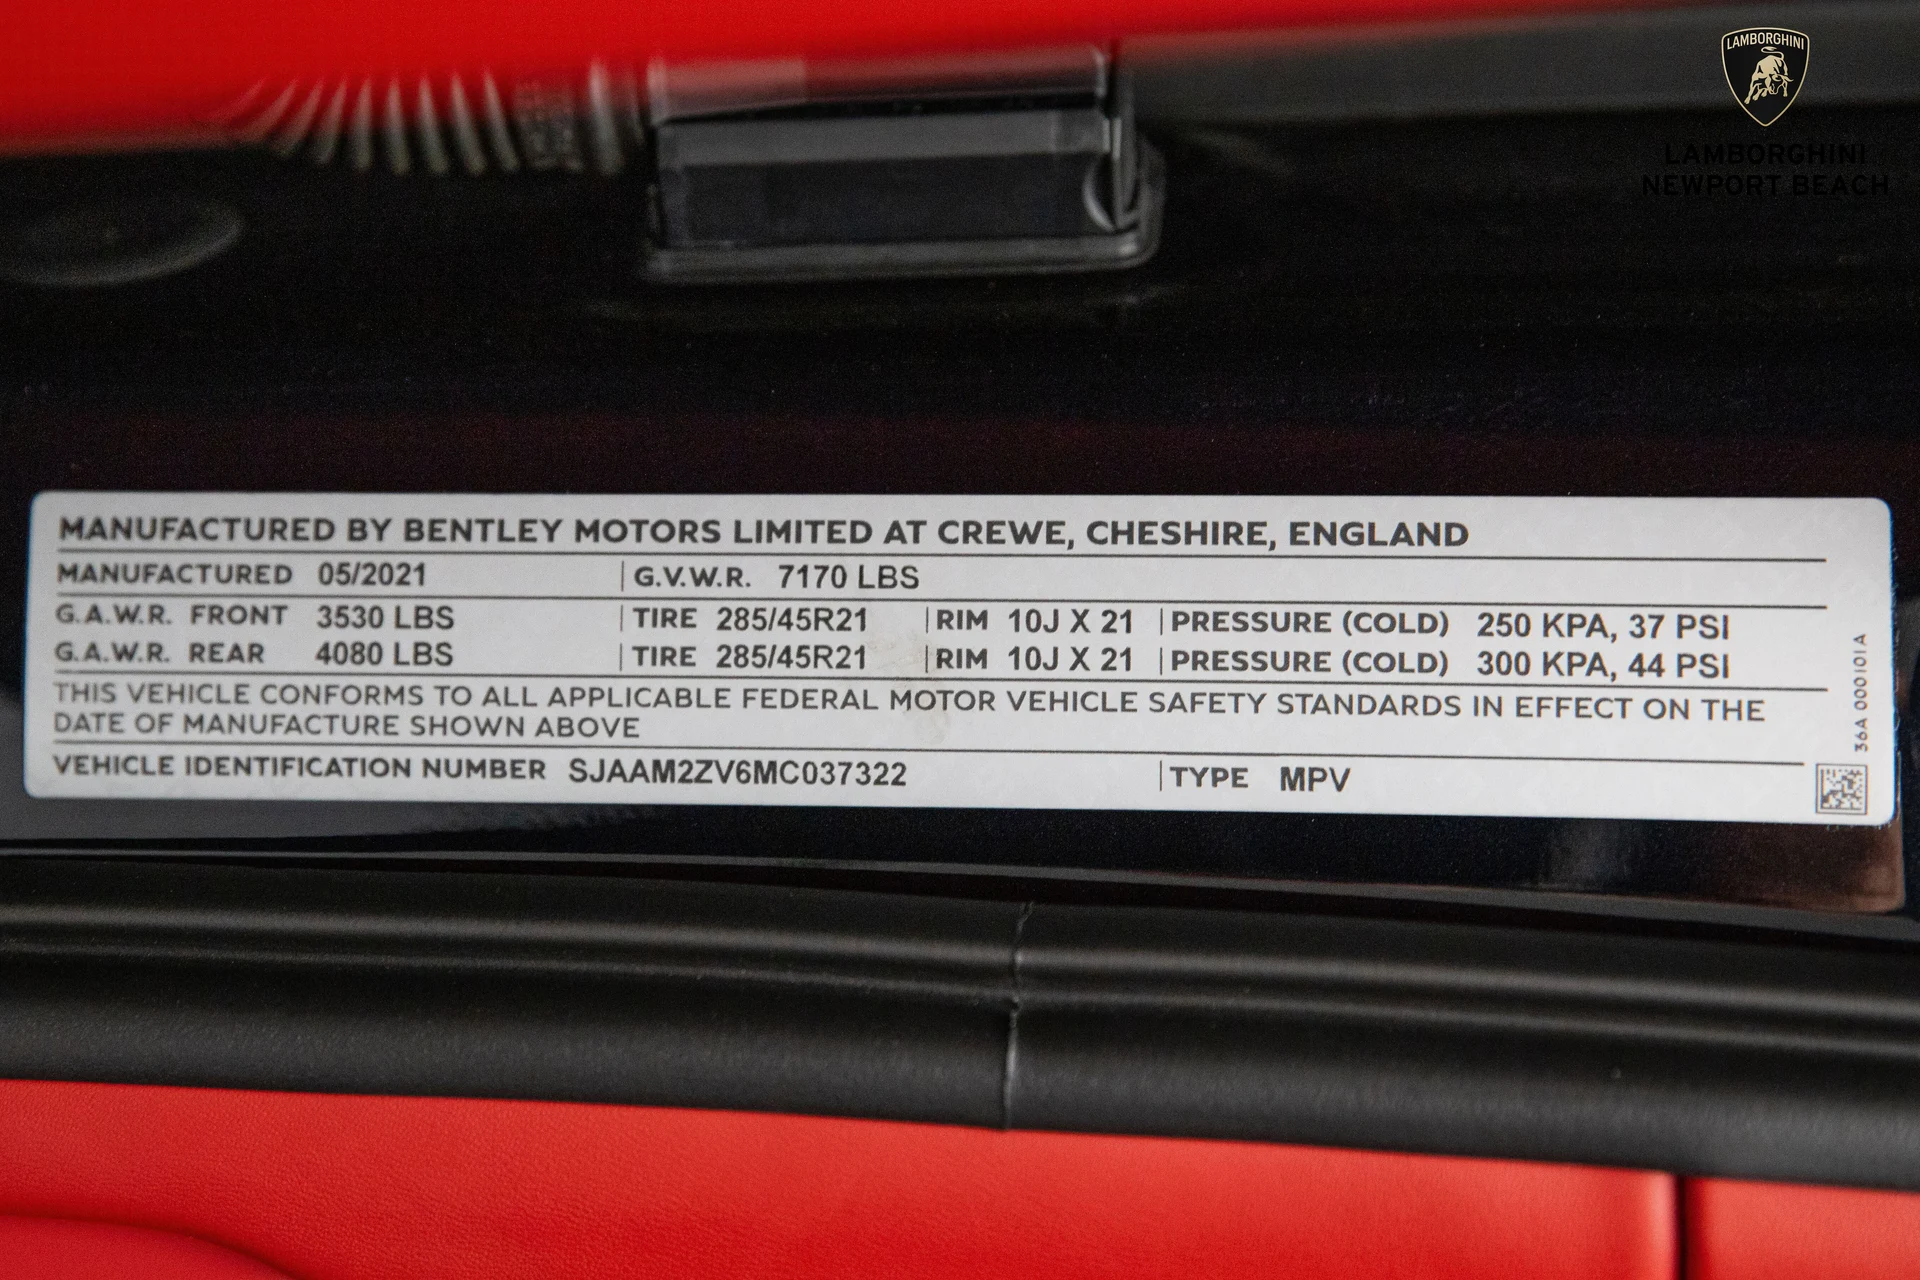 LAMBORGHINI
LAMBORGHINI
NEWPORT BEACH
MANUFACTURED BY BENTLEY MOTORS LIMITED AT CREWE, CHESHIRE, ENGLAND
MANUFACTURED 05/2021 G.V.W.R. 7170 LBS
G.A.W.R. FRONT 3530 LBS TIRE 285/45R21 RIM 10J X 21 PRESSURE (COLD) 250 KPA, 37 PSI
G.A.W.R. REAR 4080 LBS TIRE 285/45R21 RIM 10J X 21 PRESSURE (COLD) 300 KPA, 44 PSI
THIS VEHICLE CONFORMS TO ALL APPLICABLE FEDERAL MOTOR VEHICLE SAFETY STANDARDS IN EFFECT ON THE
DATE OF MANUFACTURE SHOWN ABOVE
VEHICLE IDENTIFICATION NUMBER SJAAM2ZV6MC037322 TYPE MPV
36A 000101 A